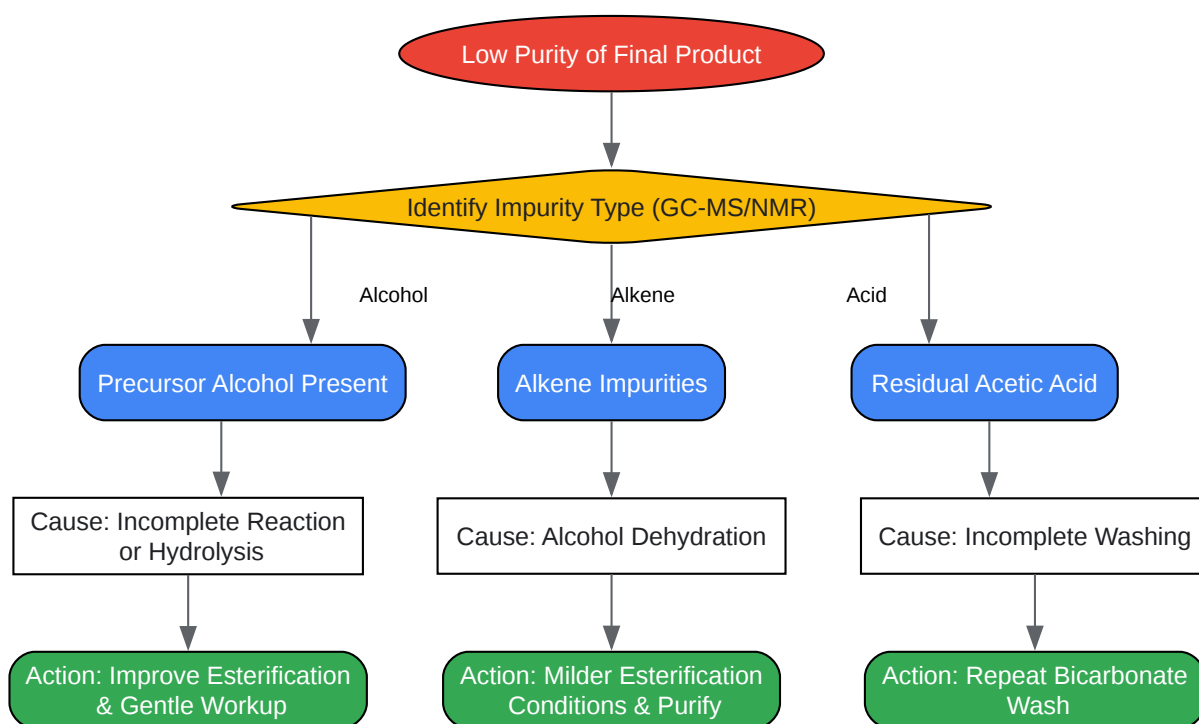 Low Purity of Final Product
Identify Impurity Type (GC-MS/NMR)
Alcohol
Alkene
Acid
Precursor Alcohol Present
Alkene Impurities
Residual Acetic Acid
Cause: Incomplete Reaction
or Hydrolysis
Cause: Alcohol Dehydration
Cause: Incomplete Washing
Action: Improve Esterification
& Gentle Workup
Action: Milder Esterification
Conditions & Purify
Action: Repeat Bicarbonate
Wash